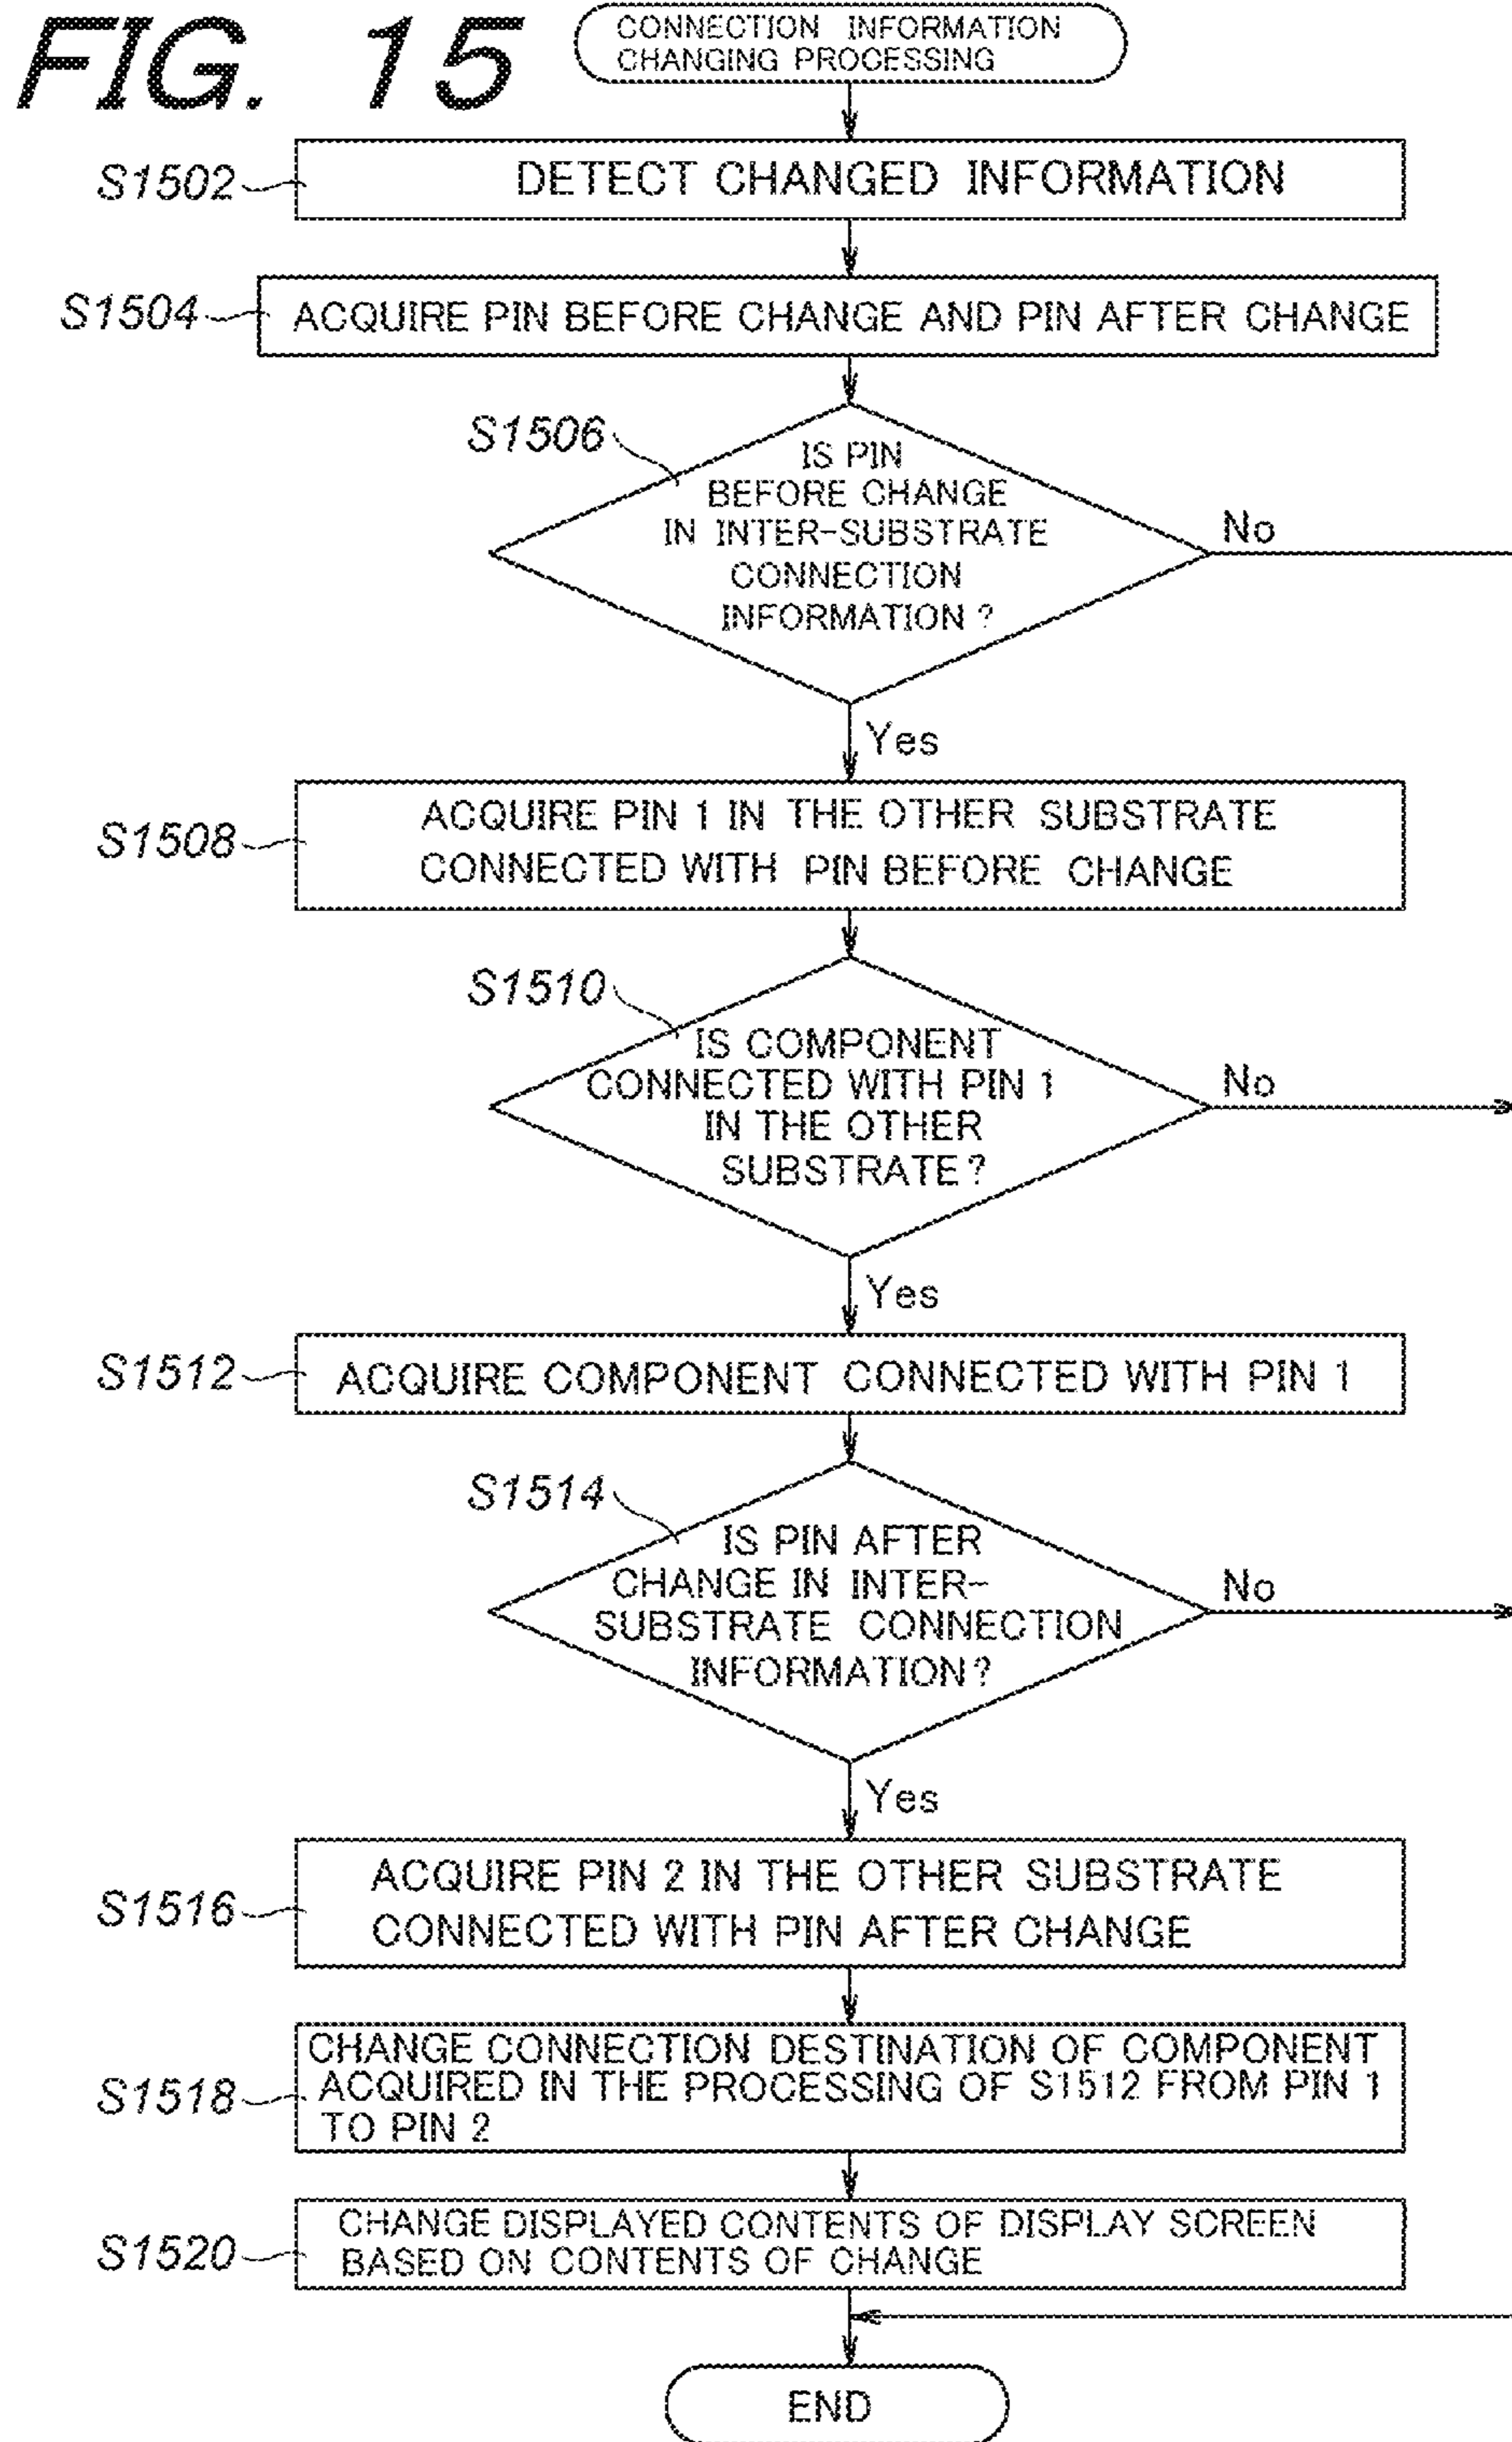 FIG. 15
CONNECTION INFORMATION
CHANGING PROCESSING
S1502
DETECT CHANGED INFORMATION
S1504
ACQUIRE PIN BEFORE CHANGE AND PIN AFTER CHANGE
S1506
IS PIN
BEFORE CHANGE
IN INTER-SUBSTRATE
CONNECTION
INFORMATION?
No
Yes
S1508
ACQUIRE PIN 1 IN THE OTHER SUBSTRATE
CONNECTED WITH PIN BEFORE CHANGE
S1510
IS COMPONENT
CONNECTED WITH PIN 1
IN THE OTHER
SUBSTRATE?
No
Yes
S1512
ACQUIRE COMPONENT CONNECTED WITH PIN 1
S1514
IS PIN AFTER
CHANGE IN INTER-
SUBSTRATE CONNECTION
INFORMATION?
No
Yes
S1516
ACQUIRE PIN 2 IN THE OTHER SUBSTRATE
CONNECTED WITH PIN AFTER CHANGE
S1518
CHANGE CONNECTION DESTINATION OF COMPONENT
ACQUIRED IN THE PROCESSING OF S1512 FROM PIN 1
TO PIN 2
S1520
CHANGE DISPLAYED CONTENTS OF DISPLAY SCREEN
BASED ON CONTENTS OF CHANGE
END